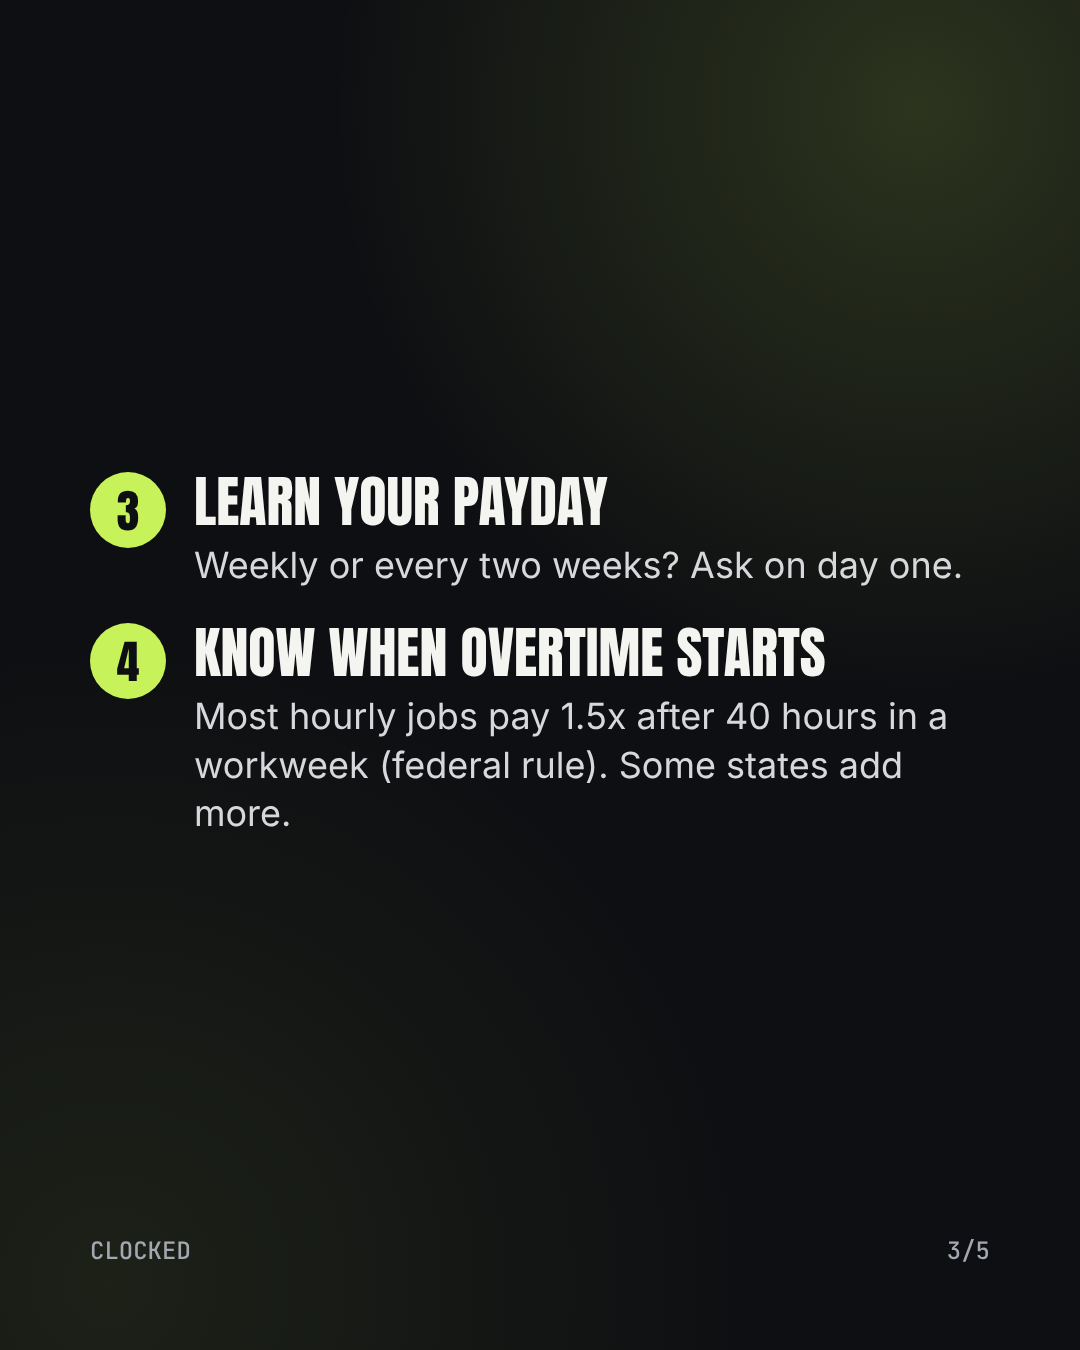 3
LEARN YOUR PAYDAY
Weekly or every two weeks? Ask on day one.
4
KNOW WHEN OVERTIME STARTS
Most hourly jobs pay 1.5x after 40 hours in a
workweek (federal rule). Some states add
more.
CLOCKED
3/5